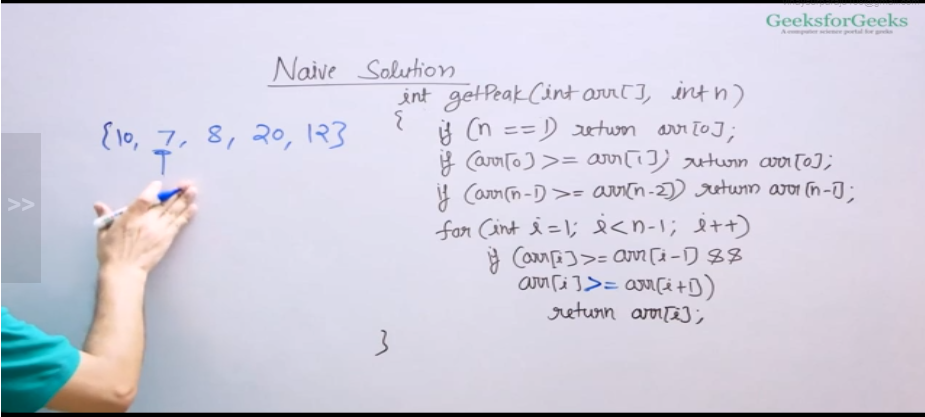 GeeksforGeeks
A computer science portal for geeks
Naive Solution
{10, 7, 8, 20, 12}
int getPeak(int arr[], int n)
{
if (n == 1) return arr[0];
if (arr[0] >= arr[1]) return arr[0];
if (arr[n-1] >= arr[n-2]) return arr[n-1];
for (int i=1; i<n-1; i++)
if (arr[i] >= arr[i-1] &&
arr[i] >= arr[i+1])
return arr[i];
}
>>